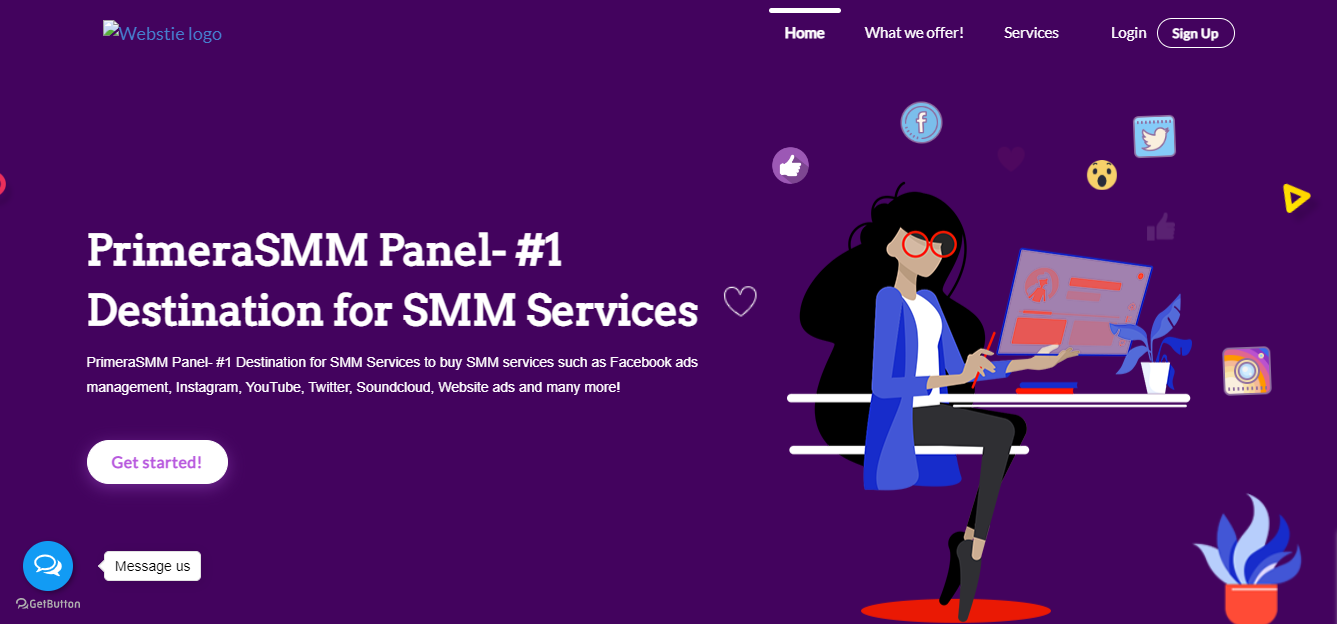 Webstie logo
Home
What we offer!
Services
Login
Sign Up
PrimeraSMM Panel- #1
Destination for SMM Services
PrimeraSMM Panel- #1 Destination for SMM Services to buy SMM services such as Facebook ads
management, Instagram, YouTube, Twitter, Soundcloud, Website ads and many more!
Get started!
Message us
GetButton